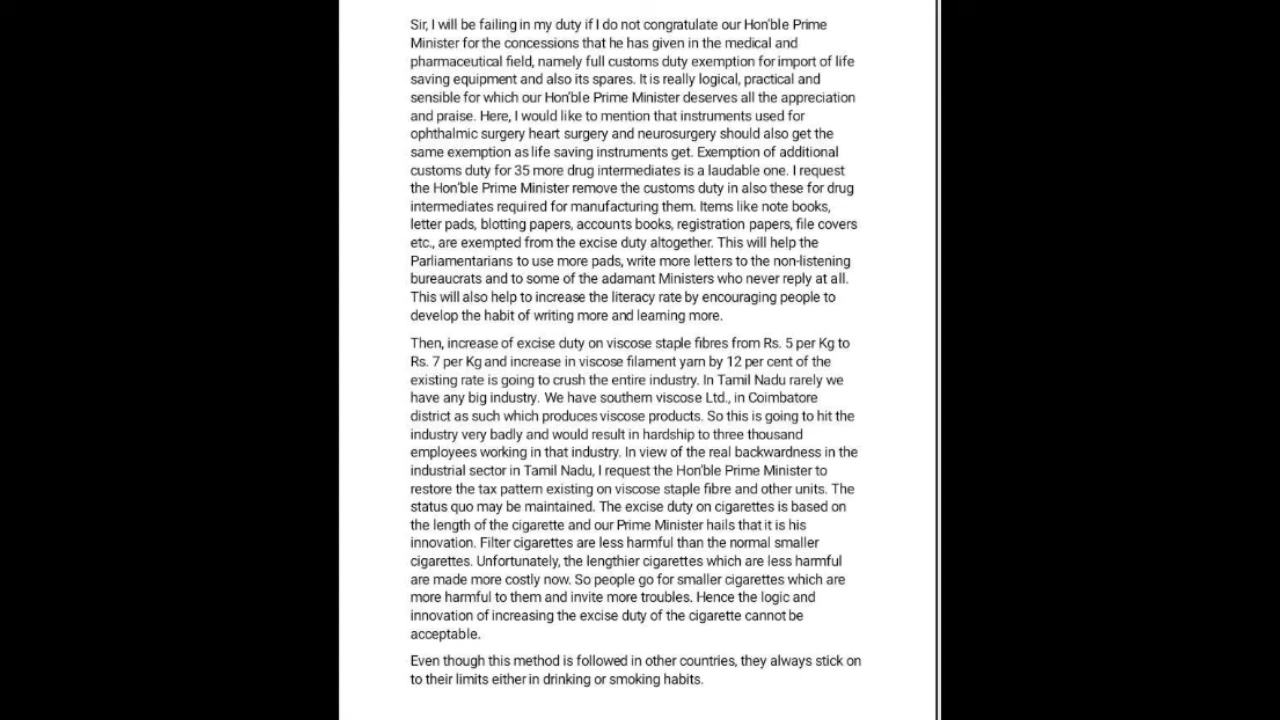 Sir, I will be failing in my duty if I do not congratulate our Hon'ble Prime
Minister for the concessions that he has given in the medical and
pharmaceutical field, namely full customs duty exemption for import of life
saving equipment and also its spares. It is really logical, practical and
sensible for which our Hon'ble Prime Minister deserves all the appreciation
and praise. Here, I would like to mention that instruments used for
ophthalmic surgery heart surgery and neurosurgery should also get the
same exemption as life saving instruments get. Exemption of additional
customs duty for 35 more drug intermediates is a laudable one. I request
the Hon'ble Prime Minister remove the customs duty in also these for drug
intermediates required for manufacturing them. Items like note books,
letter pads, blotting papers, accounts books, registration papers, file covers
etc., are exempted from the excise duty altogether. This will help the
Parliamentarians to use more pads, write more letters to the non-listening
bureaucrats and to some of the adamant Ministers who never reply at all.
This will also help to increase the literacy rate by encouraging people to
develop the habit of writing more and learning more.
Then, increase of excise duty on viscose staple fibres from Rs. 5 per Kg to
Rs. 7 per Kg and increase in viscose filament yarn by 12 per cent of the
existing rate is going to crush the entire industry. In Tamil Nadu rarely we
have any big industry. We have southern viscose Ltd., in Coimbatore
district as such which produces viscose products. So this is going to hit the
industry very badly and would result in hardship to three thousand
employees working in that industry. In view of the real backwardness in the
industrial sector in Tamil Nadu, I request the Hon'ble Prime Minister to
restore the tax pattern existing on viscose staple fibre and other units. The
status quo may be maintained. The excise duty on cigarettes is based on
the length of the cigarette and our Prime Minister hails that it is his
innovation. Filter cigarettes are less harmful than the normal smaller
cigarettes. Unfortunately, the lengthier cigarettes which are less harmful
are made more costly now. So people go for smaller cigarettes which are
more harmful to them and invite more troubles. Hence the logic and
innovation of increasing the excise duty of the cigarette cannot be
acceptable.
Even though this method is followed in other countries, they always stick on
to their limits either in drinking or smoking habits.